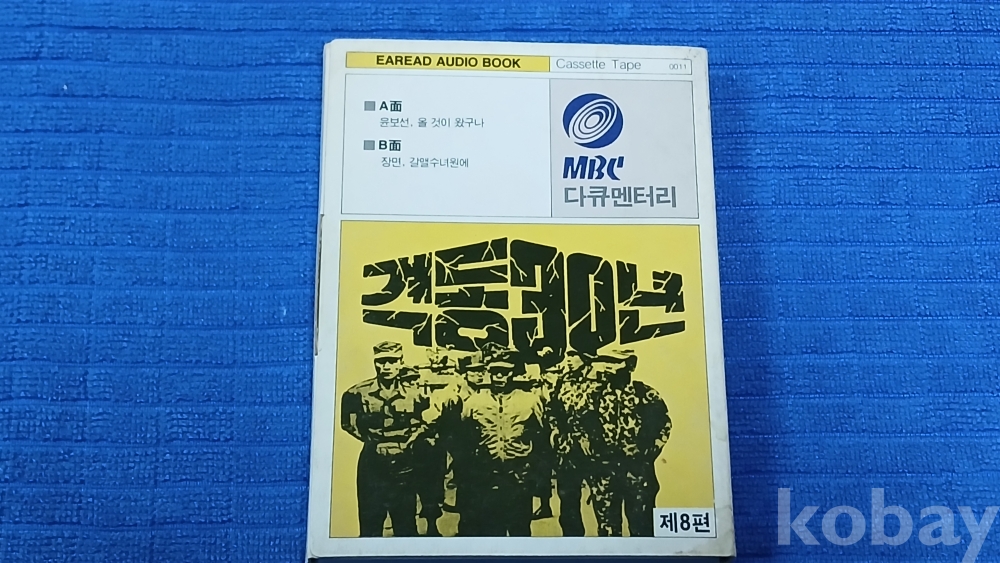 EAREAD AUDIO BOOK
Cassette Tape 0011
A面
윤보선, 올 것이 왔구나
B面
장면, 갈맬수녀원에
MBC
다큐멘터리
격동30년
제8편
kobay